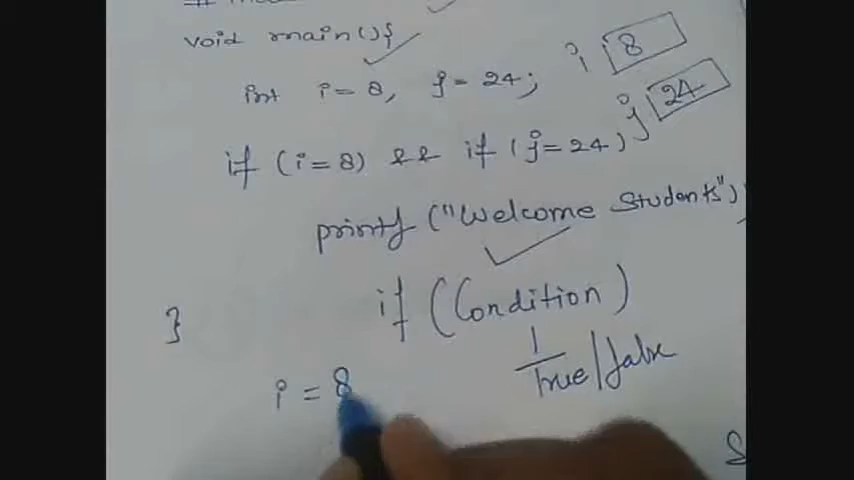 void main(){
int i=8, j=24;
i 8
j 24
if (i=8) && if (j=24)
printf ("Welcome Students")
if (Condition)
}
1
True/false
i = 8
S